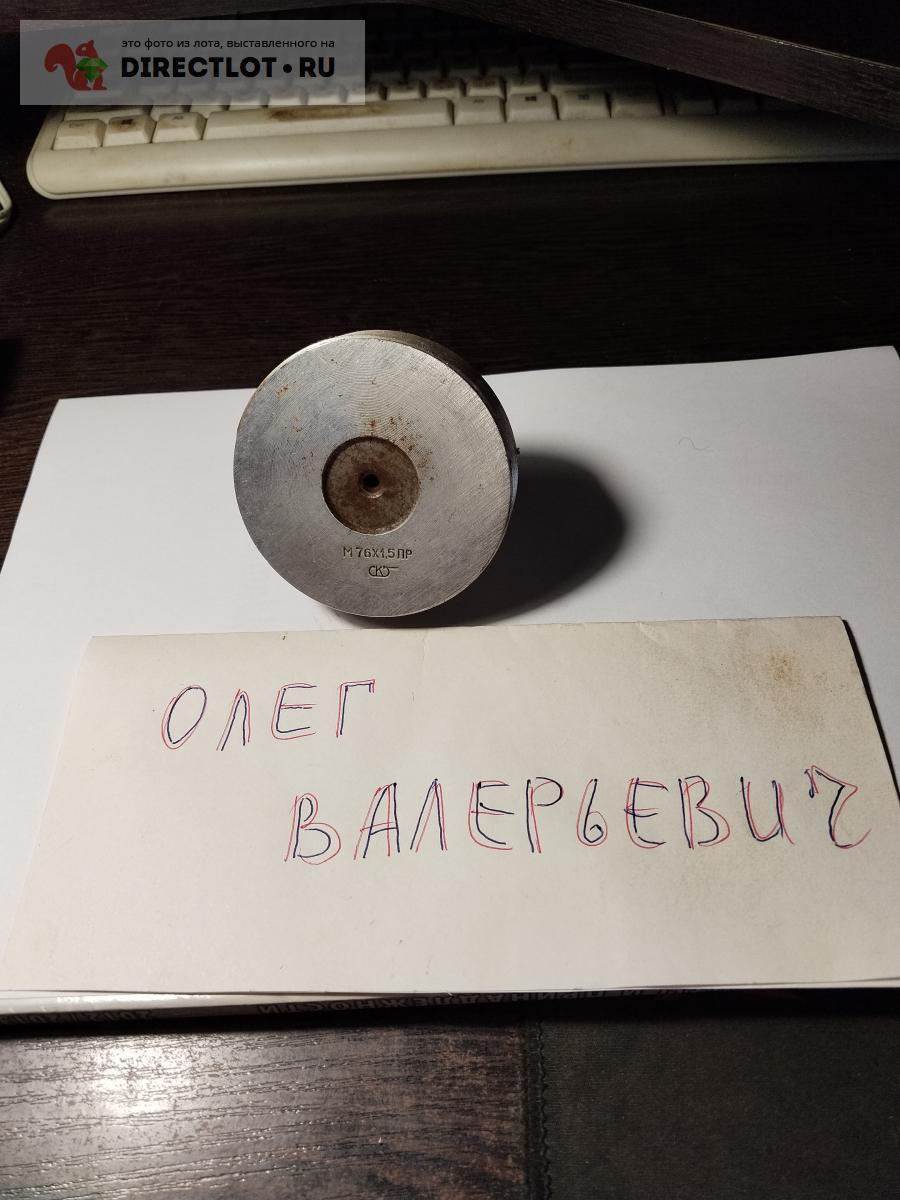 это фото из лота, выставленного на
DIRECTLOT.RU
М 76Х1,5 ПР
ОЛЕГ
ВАЛЕРЬЕВИЧ